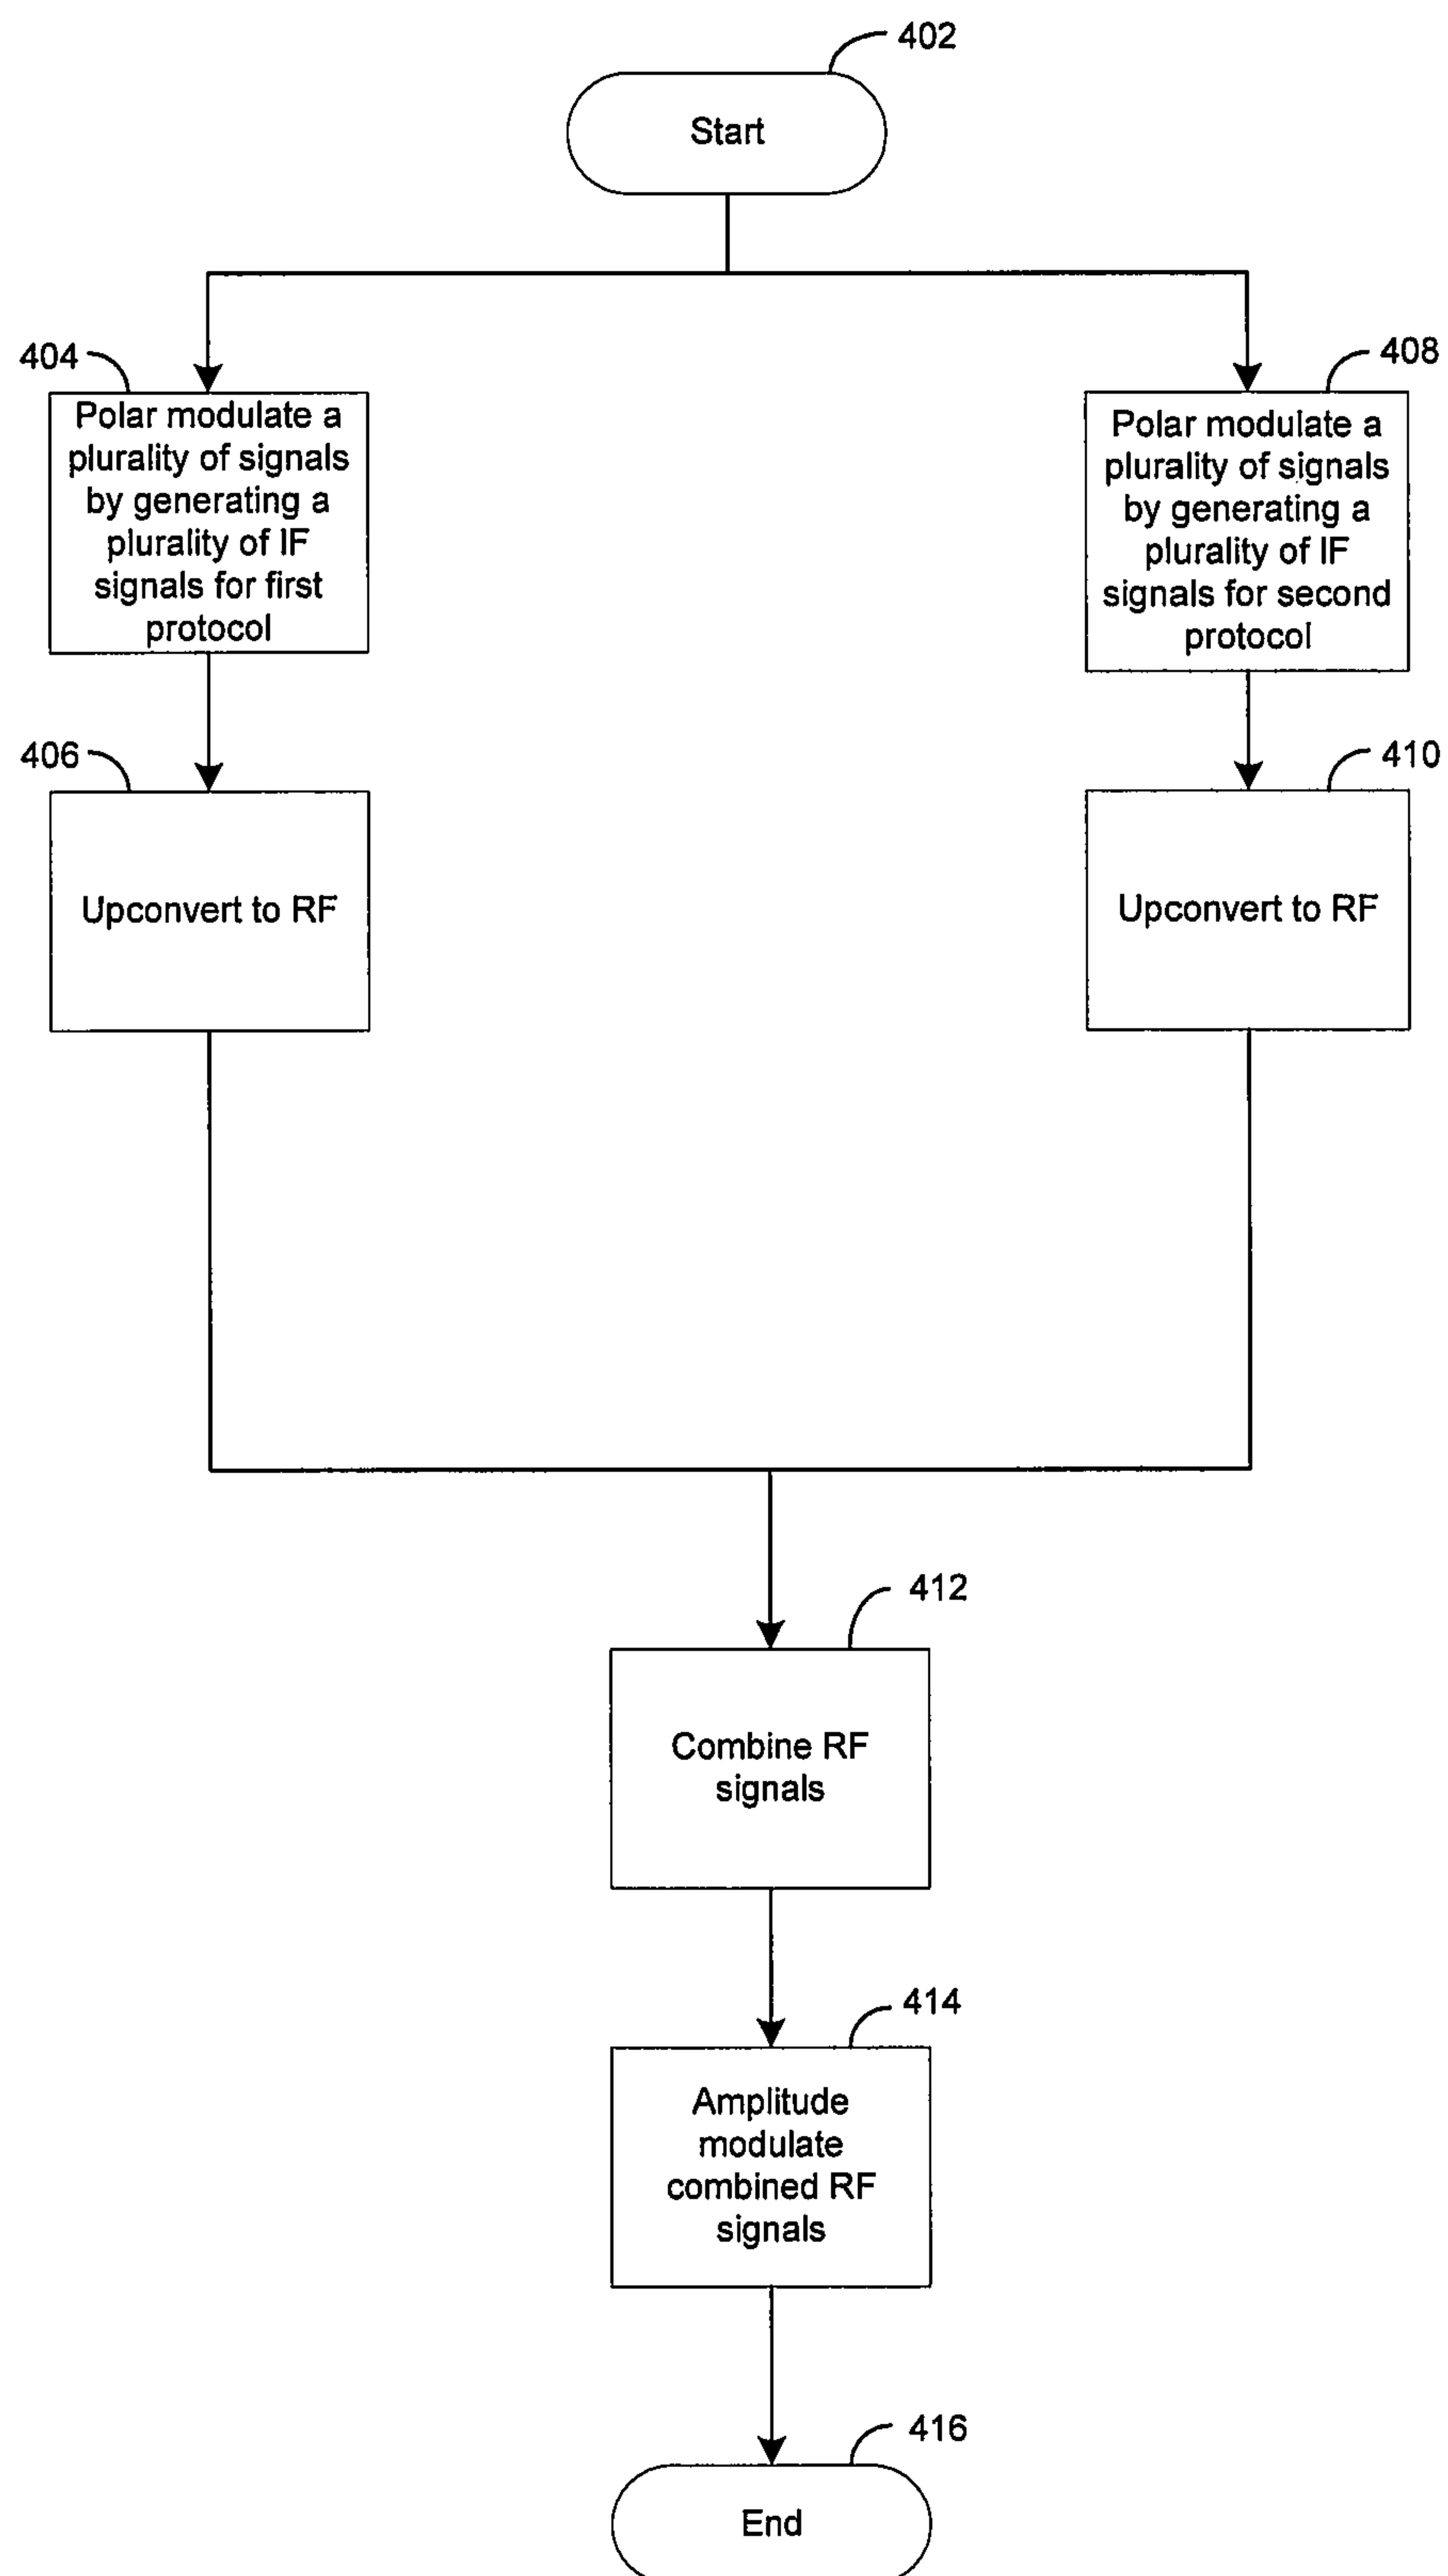 402
Start
404
Polar modulate a
plurality of signals
by generating a
plurality of IF
signals for first
protocol
408
Polar modulate a
plurality of signals
by generating a
plurality of IF
signals for second
protocol
406
Upconvert to RF
410
Upconvert to RF
412
Combine RF
signals
414
Amplitude
modulate
combined RF
signals
416
End